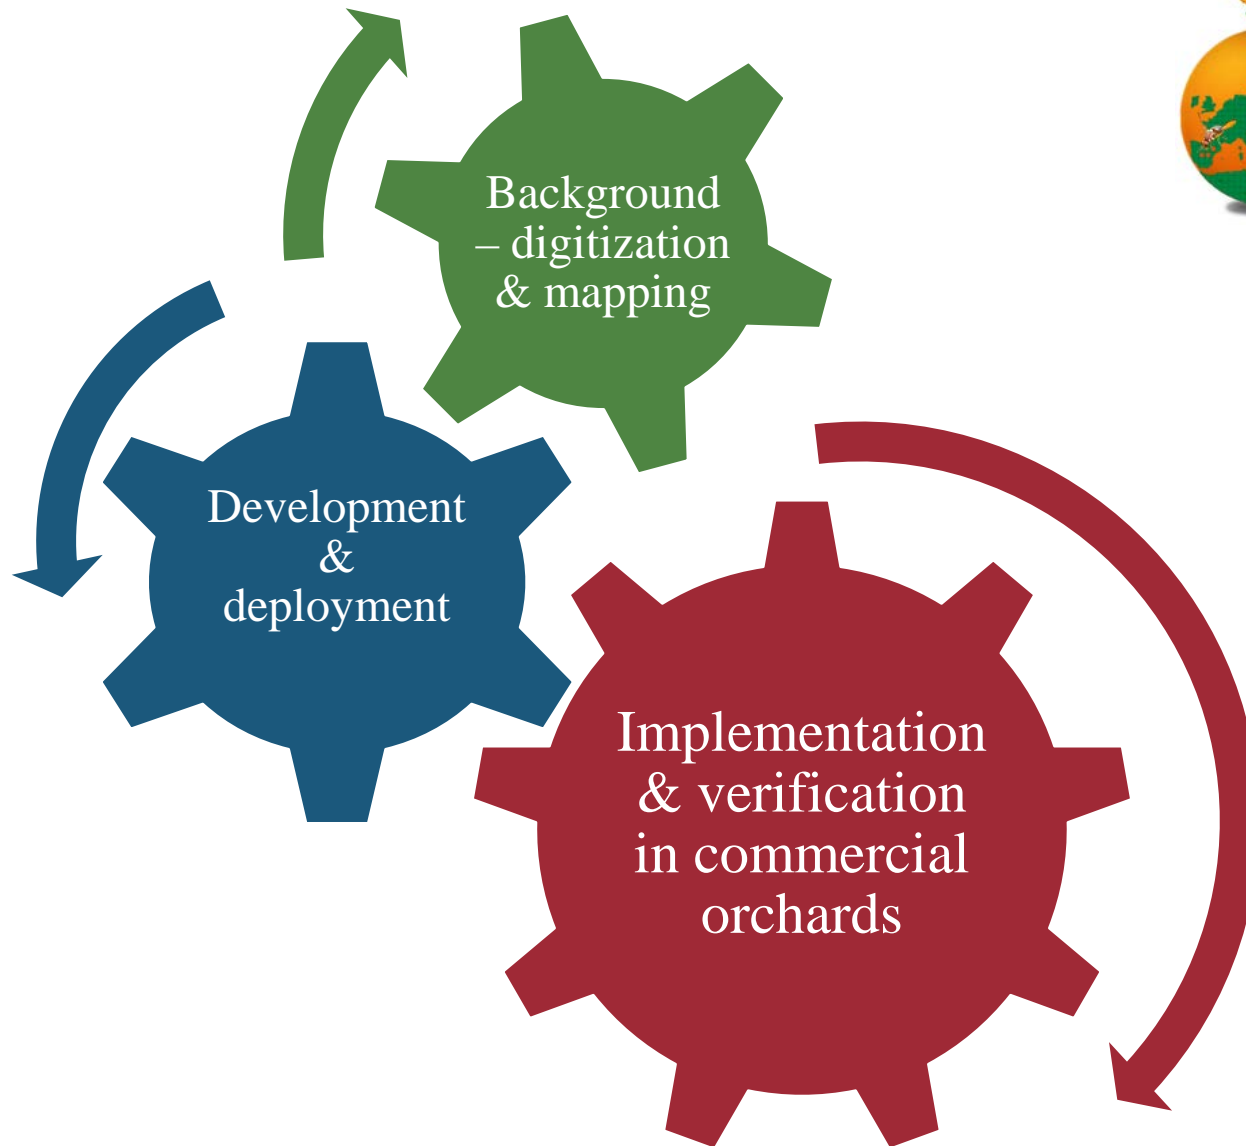 Background
– digitization
& mapping
Development
&
deployment
Implementation
& verification
in commercial
orchards